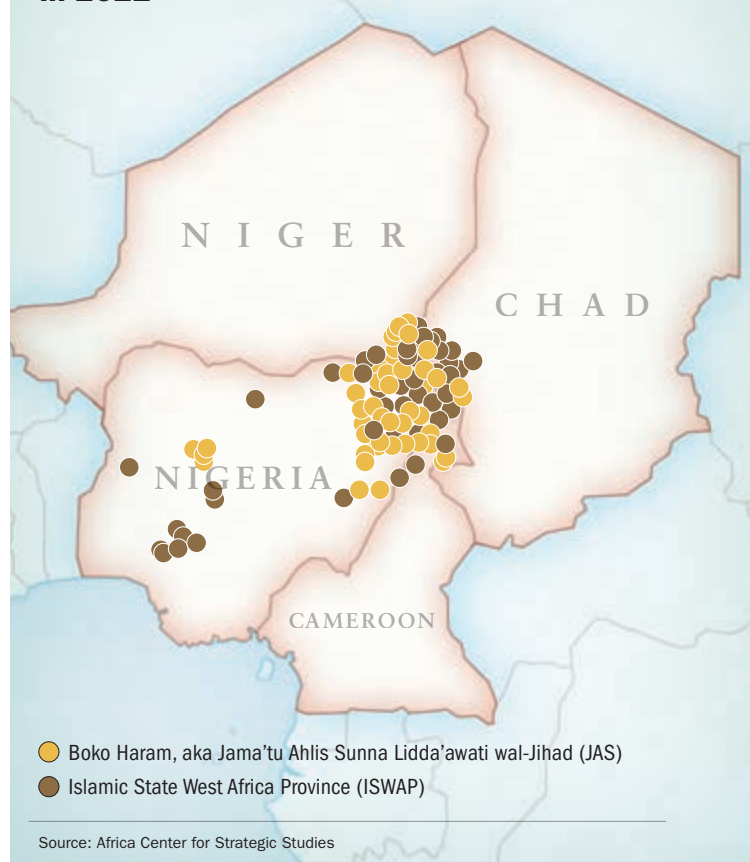 NIGER
CHAD
NIGERIA
CAMEROON
Boko Haram, aka Jama'tu Ahlis Sunna Lidda'awati wal-Jihad (JAS)
Islamic State West Africa Province (ISWAP)
Source: Africa Center for Strategic Studies